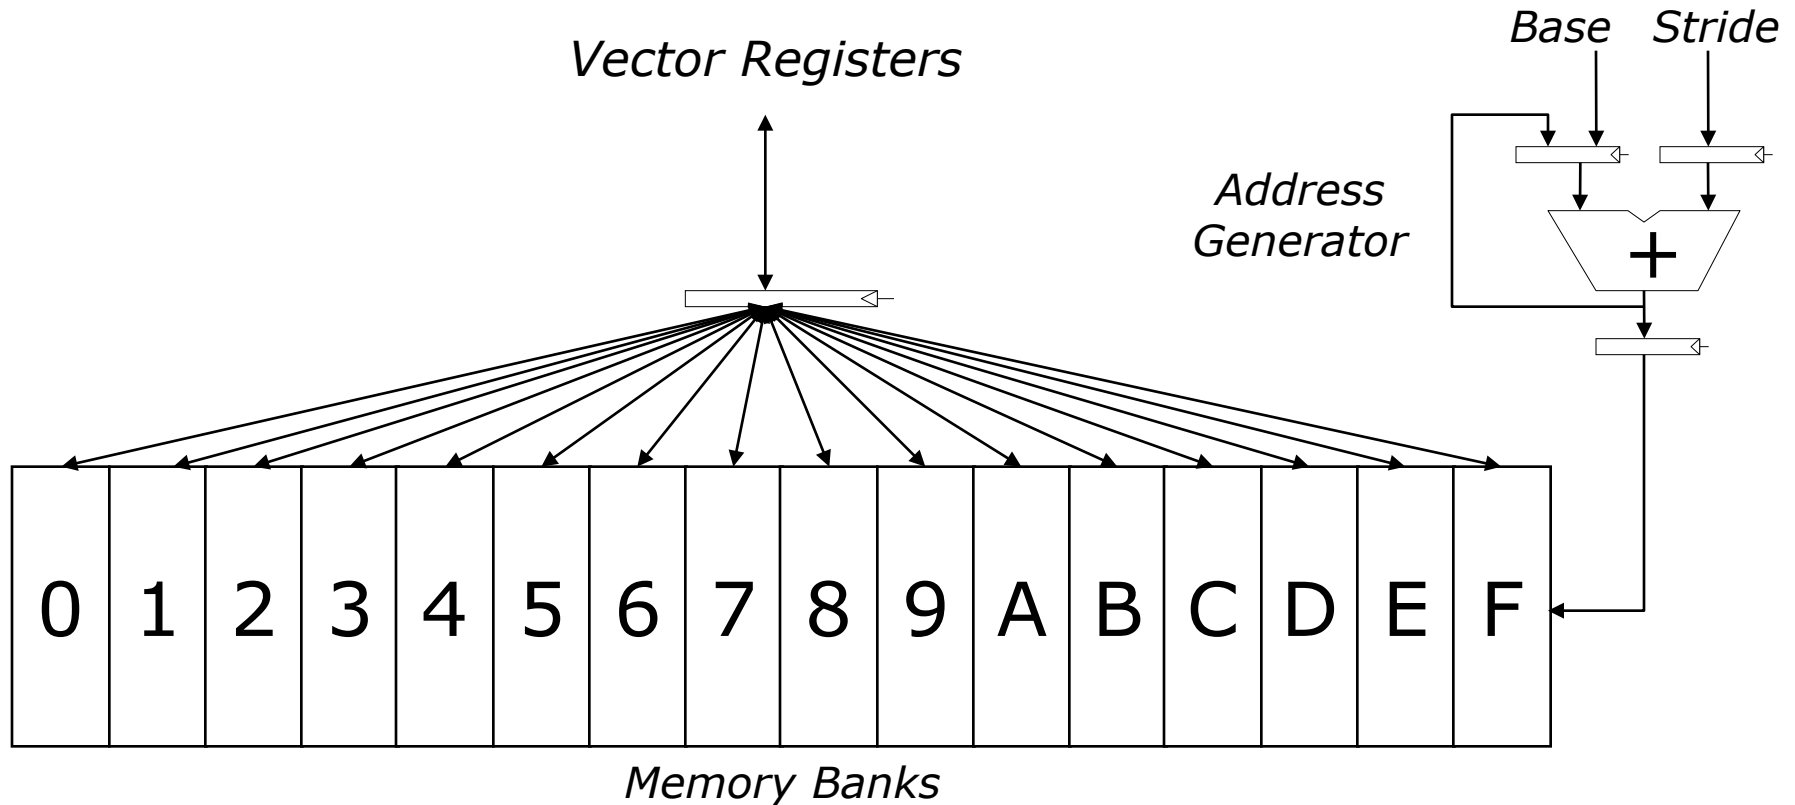 Base Stride
Vector Registers
Address
Generator
+
0 1 2 3 4 5 6 7 8 9 A B C D E F
Memory Banks